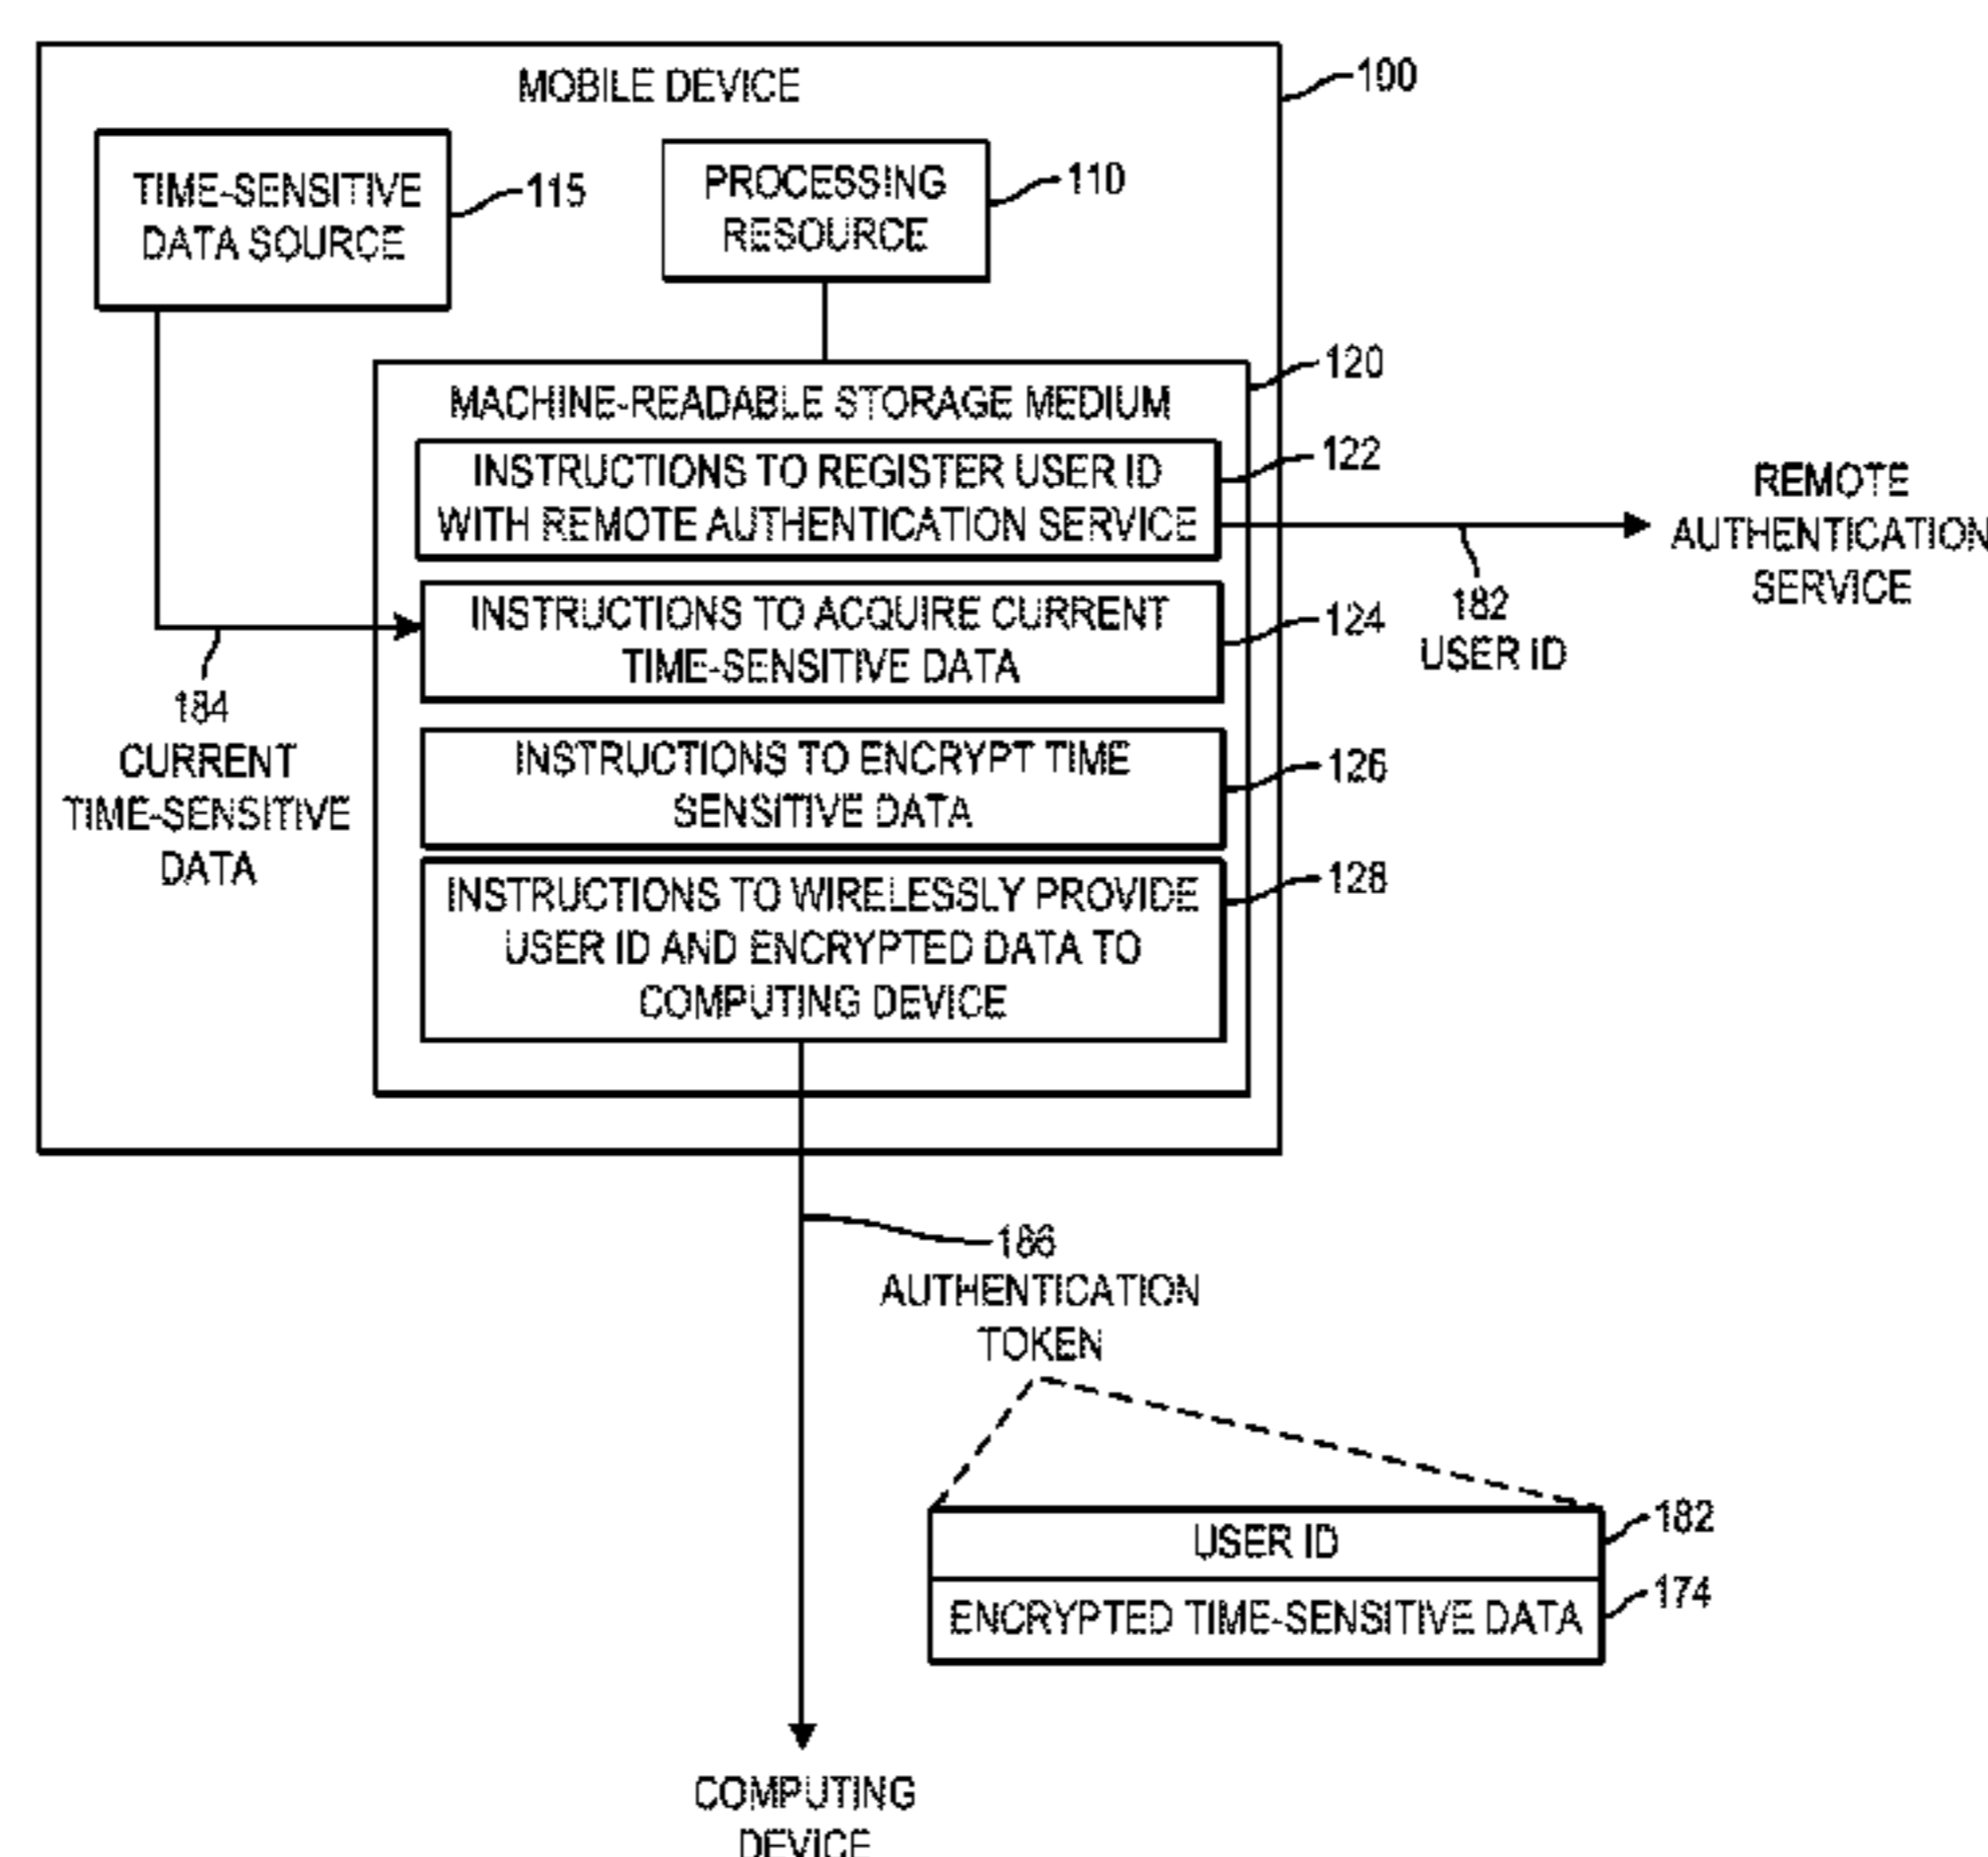 MOBILE DEVICE
100
TIME-SENSITIVE
DATA SOURCE
115
PROCESSING
RESOURCE
110
120
MACHINE-READABLE STORAGE MEDIUM
INSTRUCTIONS TO REGISTER USER ID
WITH REMOTE AUTHENTICATION SERVICE
122
REMOTE
AUTHENTICATION
SERVICE
182
USER ID
INSTRUCTIONS TO ACQUIRE CURRENT
TIME-SENSITIVE DATA
124
184
CURRENT
TIME-SENSITIVE
DATA
INSTRUCTIONS TO ENCRYPT TIME
SENSITIVE DATA
126
INSTRUCTIONS TO WIRELESSLY PROVIDE
USER ID AND ENCRYPTED DATA TO
COMPUTING DEVICE
128
186
AUTHENTICATION
TOKEN
USER ID
182
ENCRYPTED TIME-SENSITIVE DATA
174
COMPUTING
DEVICE